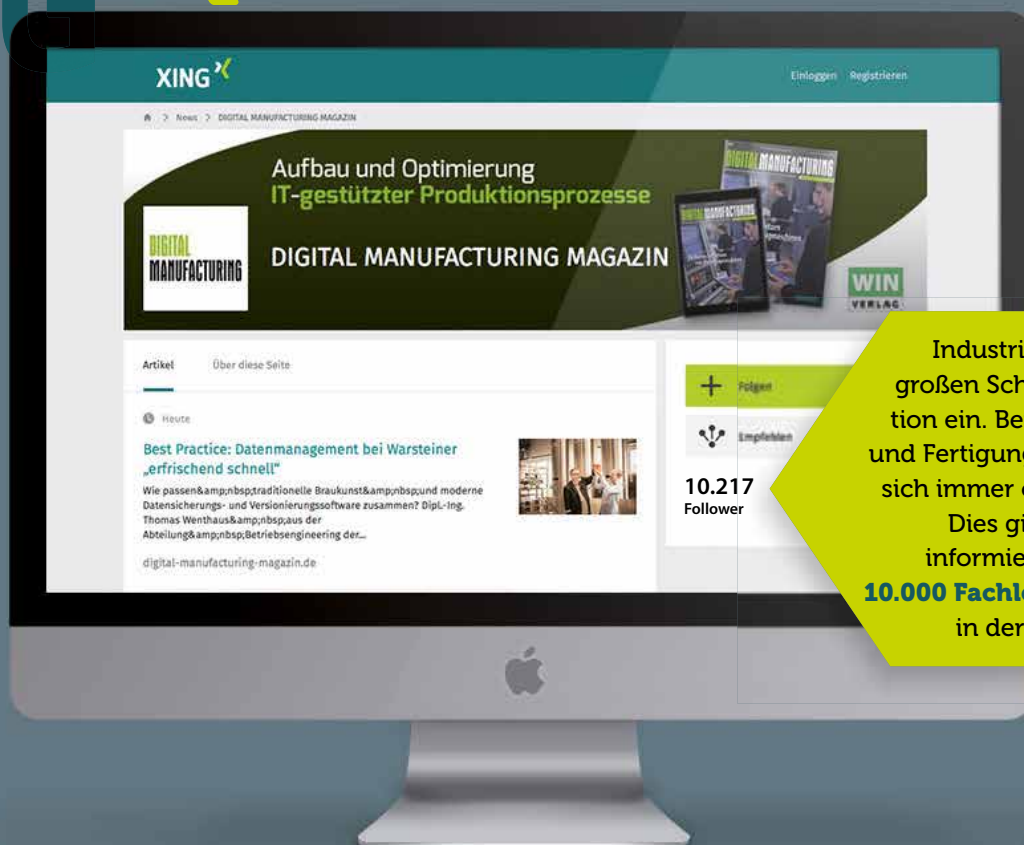 XING
Einloggen Registrieren
> News > DIGITAL MANUFACTURING MAGAZIN
Aufbau und Optimierung
IT-gestützter Produktionsprozesse
DIGITAL MANUFACTURING MAGAZIN
DIGITAL
MANUFACTURING
DIGITAL MANUFACTURING
DIGITAL MANUFACTURING
WIN
VERLAG
Artikel Über diese Seite
Heute
Best Practice: Datenmanagement bei Warsteiner
„erfrischend schnell“
Wie passen&amp;nbsp;traditionelle Braukunst&amp;nbsp;und moderne
Datensicherungs- und Versionierungssoftware zusammen? Dipl.-Ing.
Thomas Wenthaus&amp;nbsp;aus der
Abteilung&amp;nbsp;Betriebsengineering der...
digital-manufacturing-magazin.de
+ Folgen
Empfehlen
10.217
Follower
Industri
großen Sch
tion ein. Be
und Fertigun
sich immer
Dies gi
informie
10.000 Fachle
in der